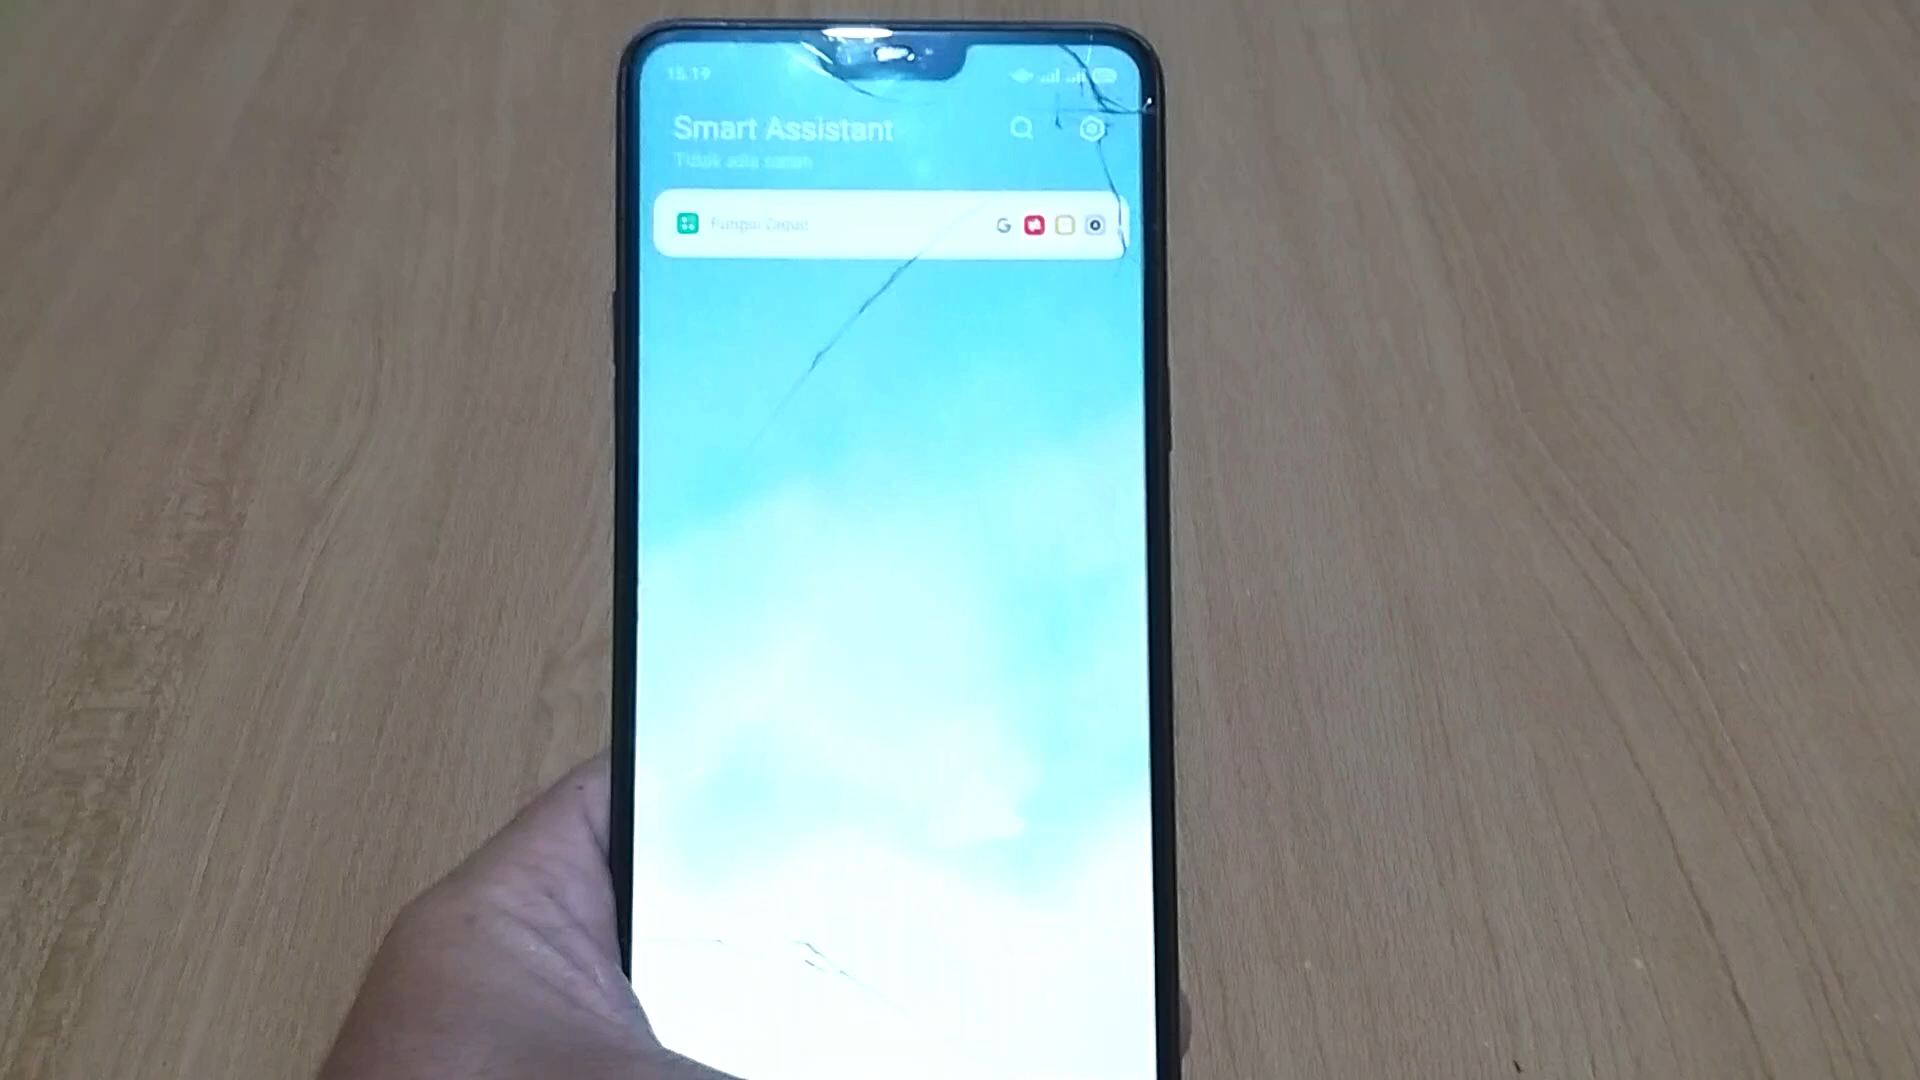 15.19
Smart Assistant
Tidak ada saran
Fungsi Cepat
G